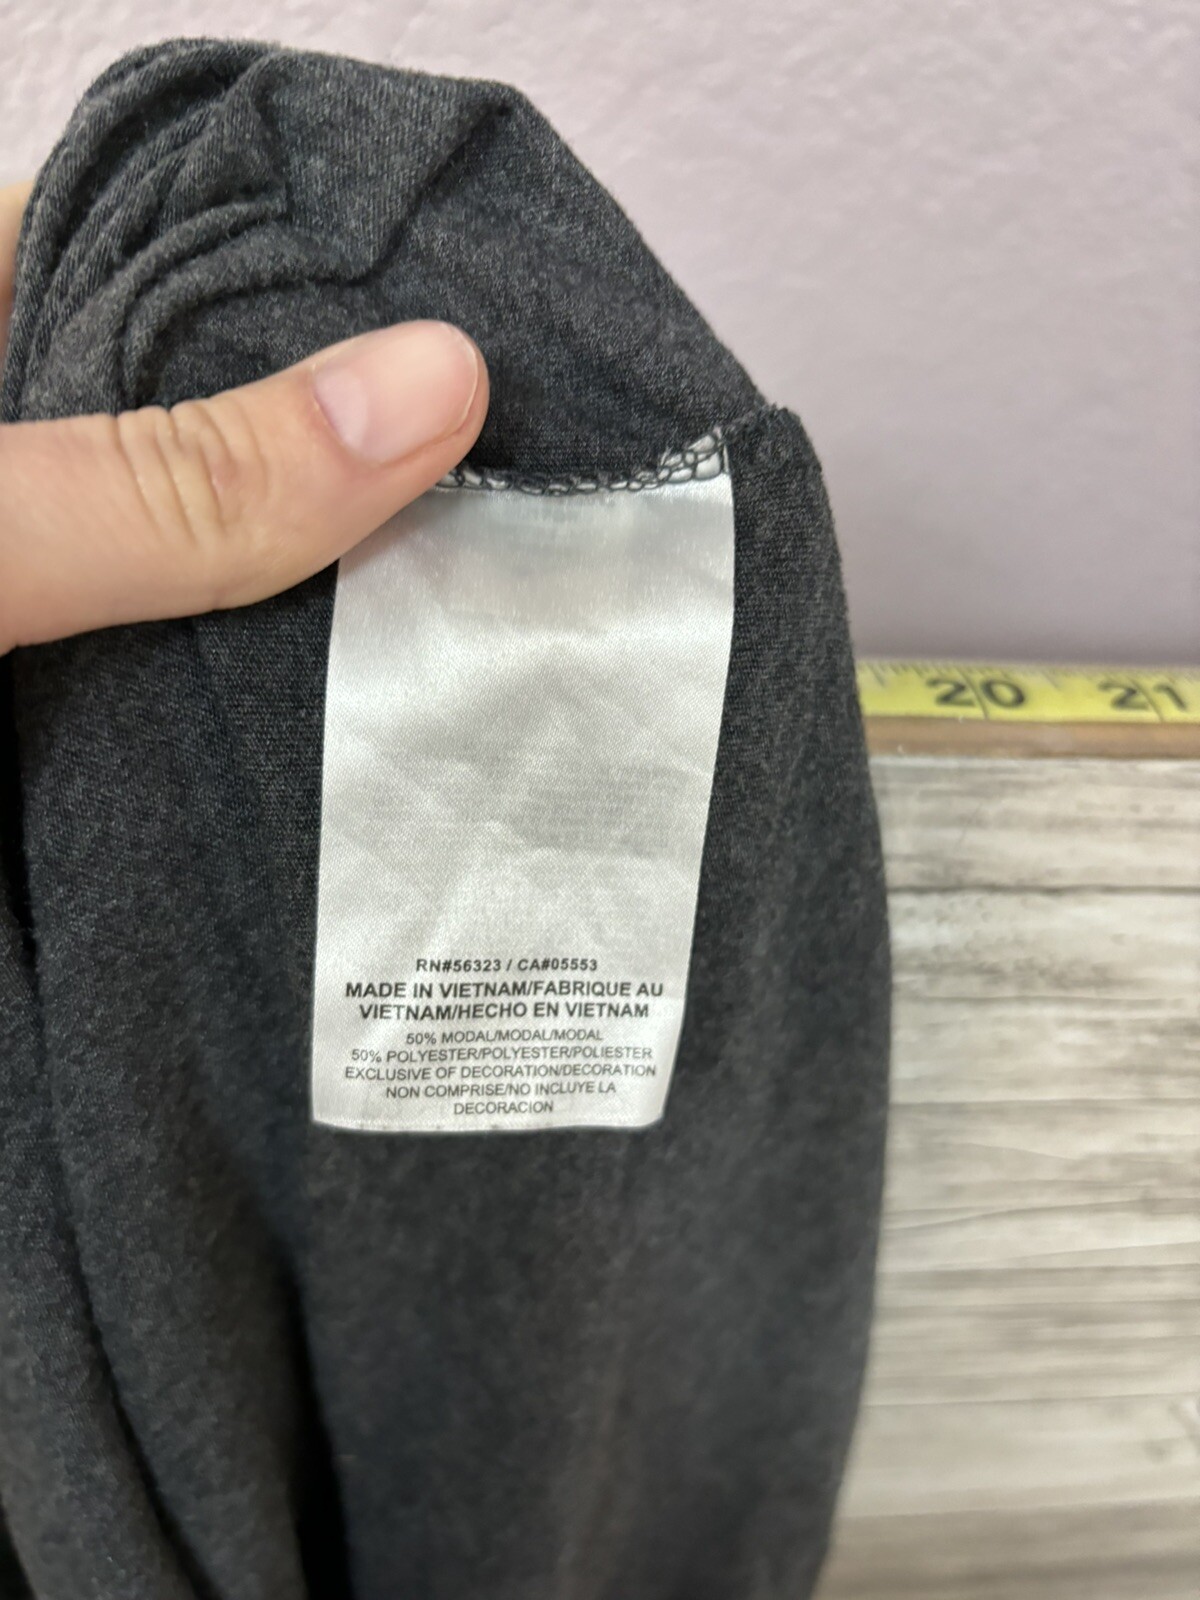 20 21
RN#56323 / CA#05553
MADE IN VIETNAM/FABRIQUE AU
VIETNAM/HECHO EN VIETNAM
50% MODAL/MODAL/MODAL
50% POLYESTER/POLYESTER/POLIESTER
EXCLUSIVE OF DECORATION/DECORATION
NON COMPRISE/NO INCLUYE LA
DECORACION